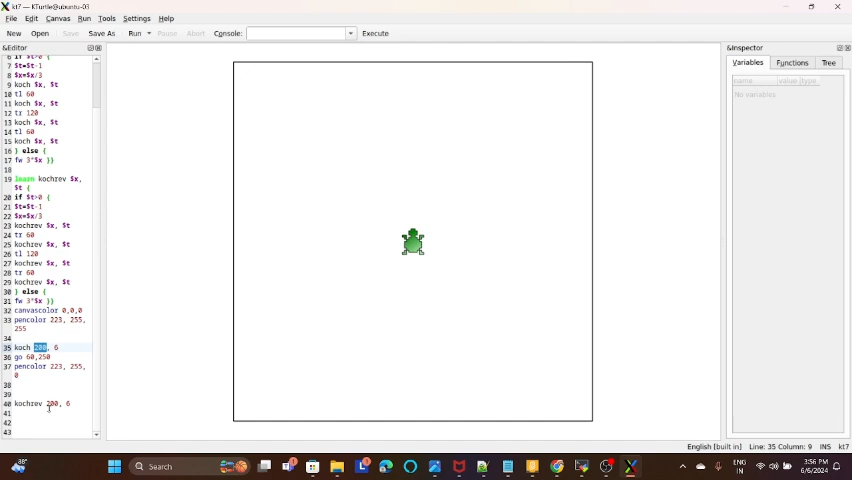 kt7 — KTurtle@ubuntu-03
File Edit Canvas Run Tools Settings Help
New Open Save Save As Run Pause Abort Console: Execute
&Editor
6 if $t>0 {
7 $t=$t-1
8 $x=$x/3
9 koch $x, $t
10 tl 60
11 koch $x, $t
12 tr 120
13 koch $x, $t
14 tl 60
15 koch $x, $t
16 } else {
17 fw 3*$x }}
18
19 learn kochrev $x,
$t {
20 if $t>0 {
21 $t=$t-1
22 $x=$x/3
23 kochrev $x, $t
24 tr 60
25 kochrev $x, $t
26 tl 120
27 kochrev $x, $t
28 tr 60
29 kochrev $x, $t
30 } else {
31 fw 3*$x }}
32 canvascolor 0,0,0
33 pencolor 223, 255,
255
34
35 koch 200, 6
36 go 60,250
37 pencolor 223, 255,
0
38
39
40 kochrev 200, 6
41
42
43
&Inspector
Variables Functions Tree
name value type
No variables
English [built in] Line: 35 Column: 9 INS kt7
88°
Search
ENG
IN
3:56 PM
6/6/2024